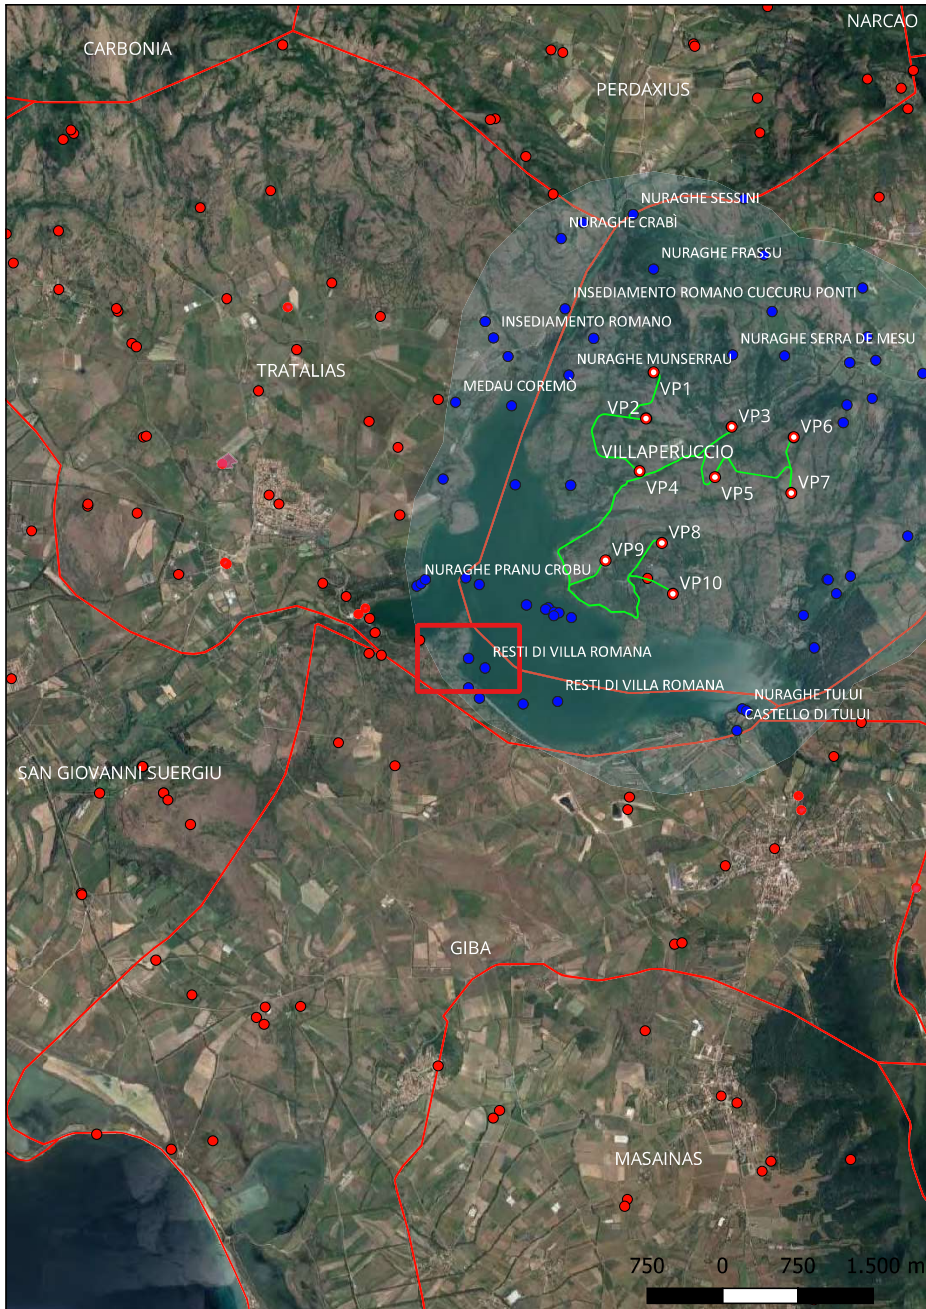 NARCAO
CARBONIA
PERDAXIUS
NURAGHE SESSINI
NURAGHE CRABÌ
NURAGHE FRASSU
INSEDIAMENTO ROMANO CUCCURU PONTI
INSEDIAMENTO ROMANO
NURAGHE SERRA DE MESU
NURAGHE MUNSERRAU
TRATALIAS
MEDAU COREMÒ
VP1
VP2
VP3
VP6
VILLAPERUCCIO
VP4
VP5
VP7
VP8
VP9
NURAGHE PRANU CROBU
VP10
RESTI DI VILLA ROMANA
RESTI DI VILLA ROMANA
NURAGHE TULUI
CASTELLO DI TULUI
SAN GIOVANNI SUERGIU
GIBA
MASAINAS
750 0 750 1.500 m